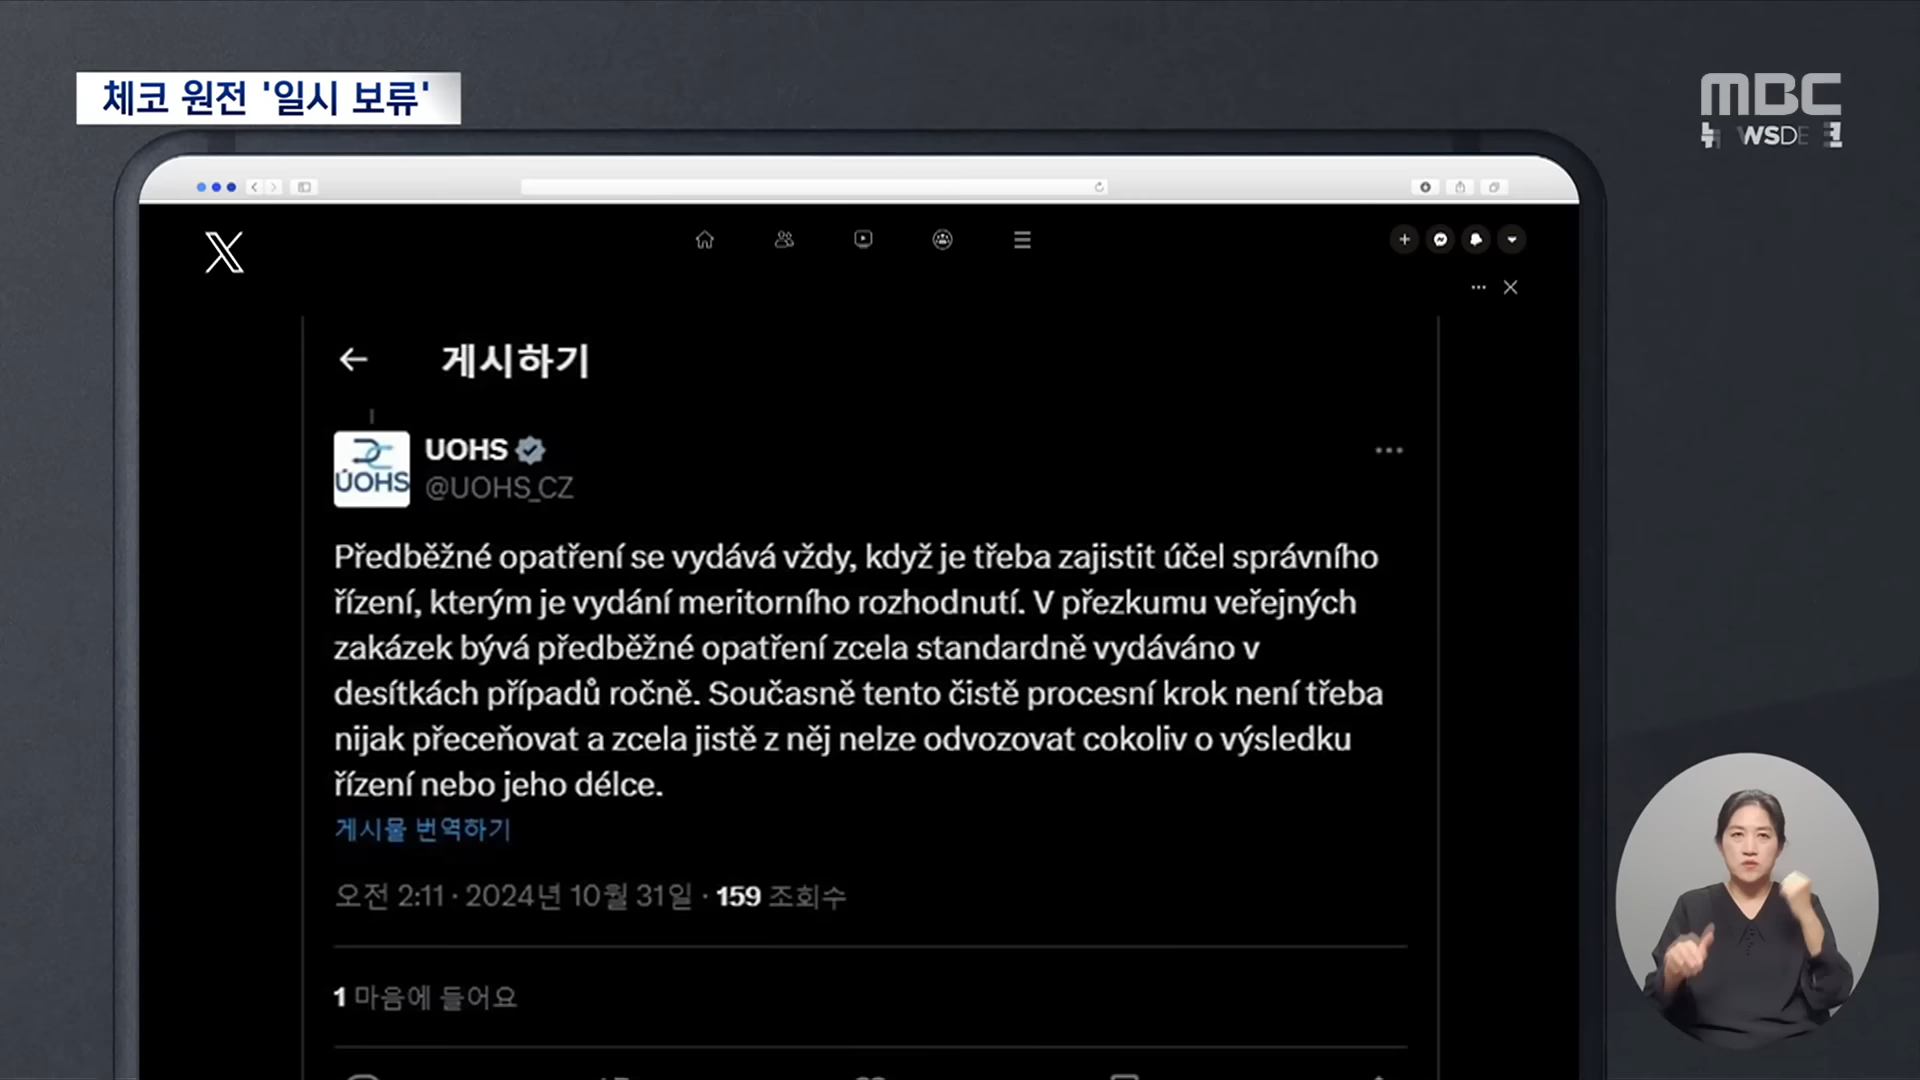 체코 원전 '일시 보류'
MBC
X
게시하기
ÚOHS
UOHS
@UOHS_CZ
Předběžné opatření se vydává vždy, když je třeba zajistit účel správního
řízení, kterým je vydání meritorního rozhodnutí. V přezkumu veřejných
zakázek bývá předběžné opatření zcela standardně vydáváno v
desítkách případů ročně. Současně tento čistě procesní krok není třeba
nijak přeceňovat a zcela jistě z něj nelze odvozovat cokoliv o výsledku
řízení nebo jeho délce.
게시물 번역하기
오전 2:11 · 2024년 10월 31일 · 159 조회수
1 마음에 들어요